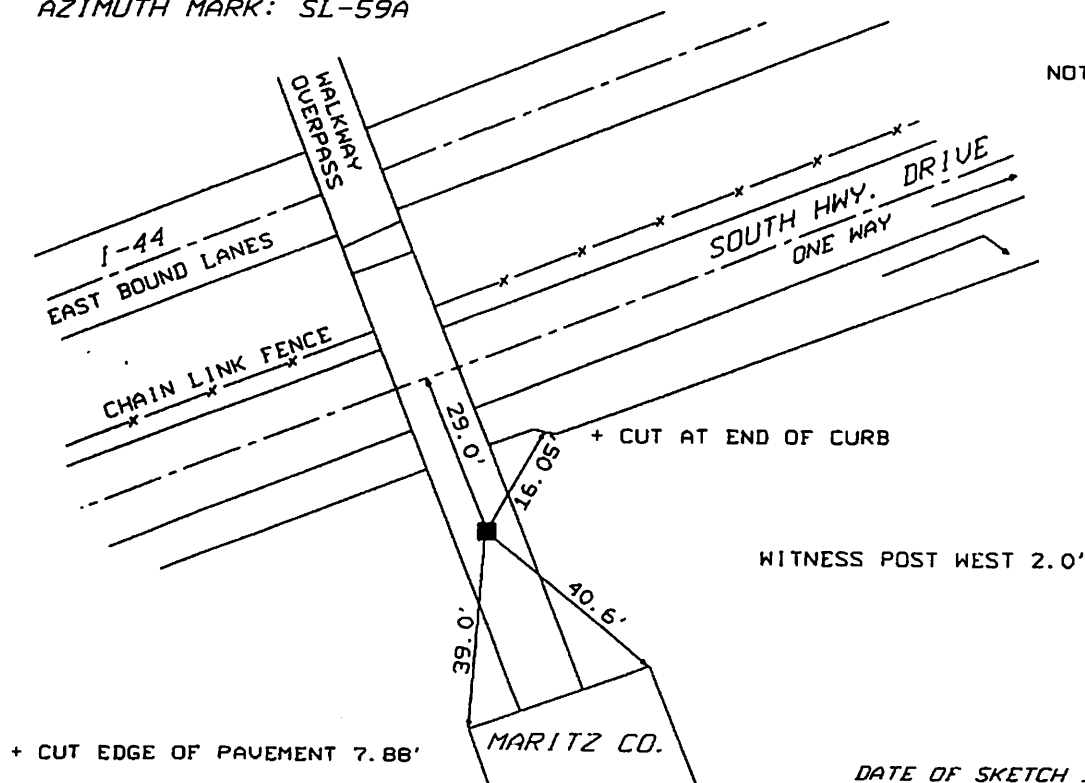 AZIMUTH MARK: SL-59A
NOT
WALKWAY
OVERPASS
I-44
EAST BOUND LANES
SOUTH HWY. DRIVE
ONE WAY
CHAIN LINK FENCE
29.0'
+ CUT AT END OF CURB
16.05'
WITNESS POST WEST 2.0'
40.6'
39.0'
+ CUT EDGE OF PAVEMENT 7.88'
MARITZ CO.
DATE OF SKETCH